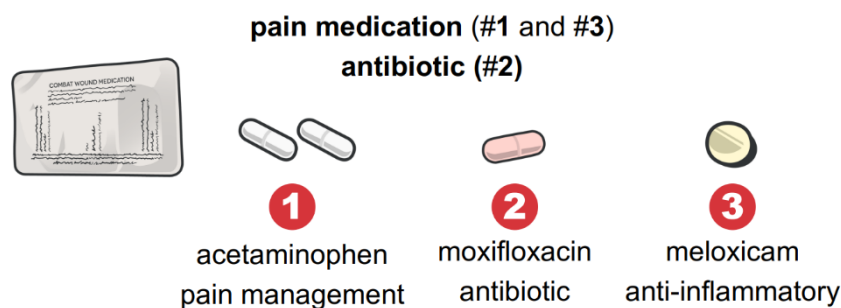 pain medication (#1 and #3)
antibiotic (#2)
COMBAT WOUND MEDICATION
1
2
3
acetaminophen
pain management
moxifloxacin
antibiotic
meloxicam
anti-inflammatory